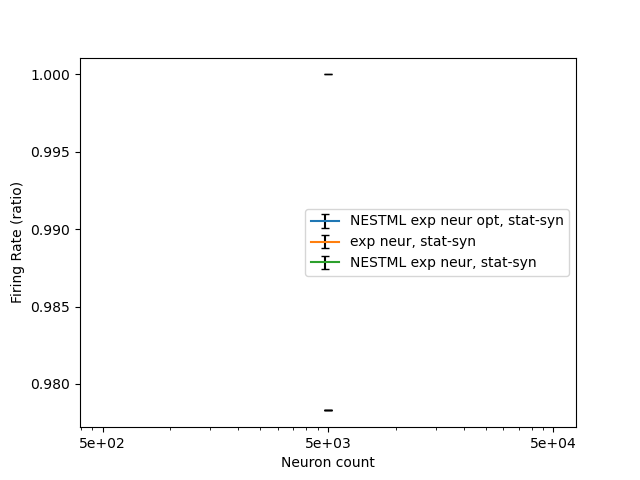 1.000
0.995
0.990
0.985
0.980
Firing Rate (ratio)
NESTML exp neur opt, stat-syn
exp neur, stat-syn
NESTML exp neur, stat-syn
5e+02
5e+03
5e+04
Neuron count